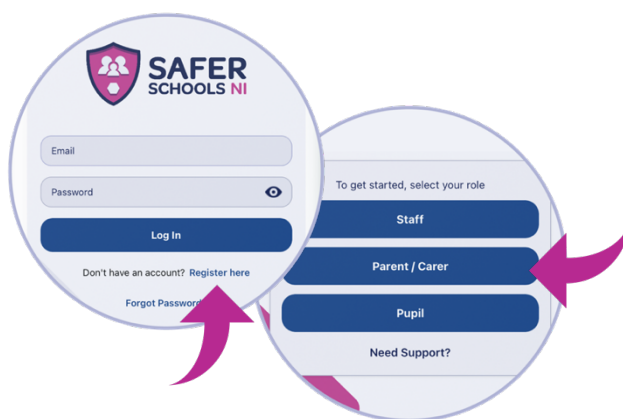 SAFER
SCHOOLS NI
Email
Password
Log In
Don't have an account? Register here
Forgot Password
To get started, select your role
Staff
Parent / Carer
Pupil
Need Support?